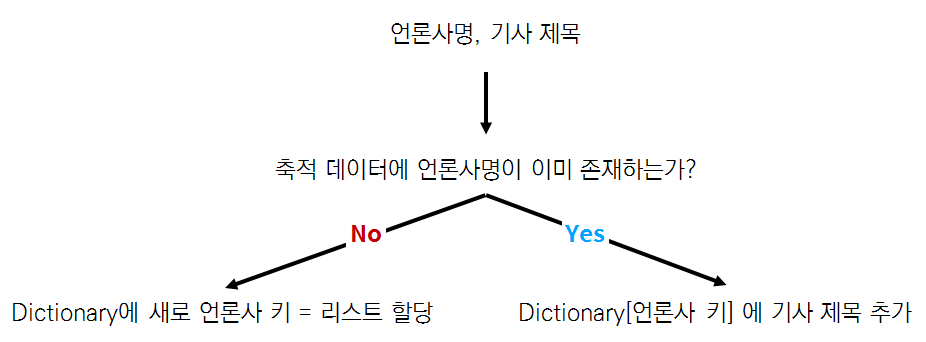 언론사명, 기사 제목
축적 데이터에 언론사명이 이미 존재하는가?
No
Yes
Dictionary에 새로 언론사 키 = 리스트 할당
Dictionary[언론사 키] 에 기사 제목 추가